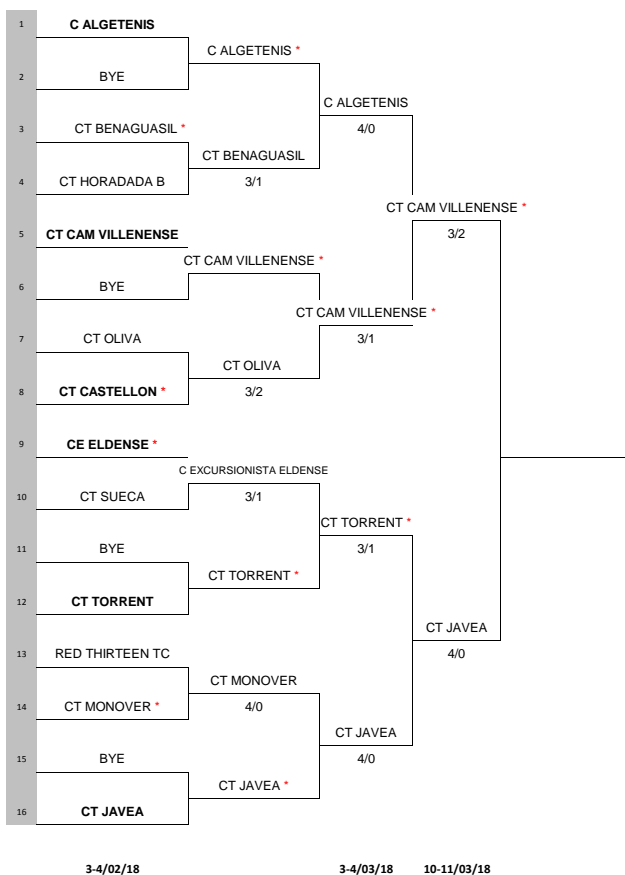 1 C ALGETENIS
C ALGETENIS *
2 BYE
C ALGETENIS
3 CT BENAGUASIL *
4/0
CT BENAGUASIL
4 CT HORADADA B
3/1
CT CAM VILLENENSE *
5 CT CAM VILLENENSE
3/2
CT CAM VILLENENSE *
6 BYE
CT CAM VILLENENSE *
7 CT OLIVA
3/1
CT OLIVA
8 CT CASTELLON *
3/2
9 CE ELDENSE *
C EXCURSIONISTA ELDENSE
10 CT SUECA
3/1
CT TORRENT *
11 BYE
3/1
CT TORRENT *
12 CT TORRENT
CT JAVEA
13 RED THIRTEEN TC
4/0
CT MONOVER
14 CT MONOVER *
4/0
CT JAVEA
15 BYE
4/0
CT JAVEA *
16 CT JAVEA
3-4/02/18 3-4/03/18 10-11/03/18